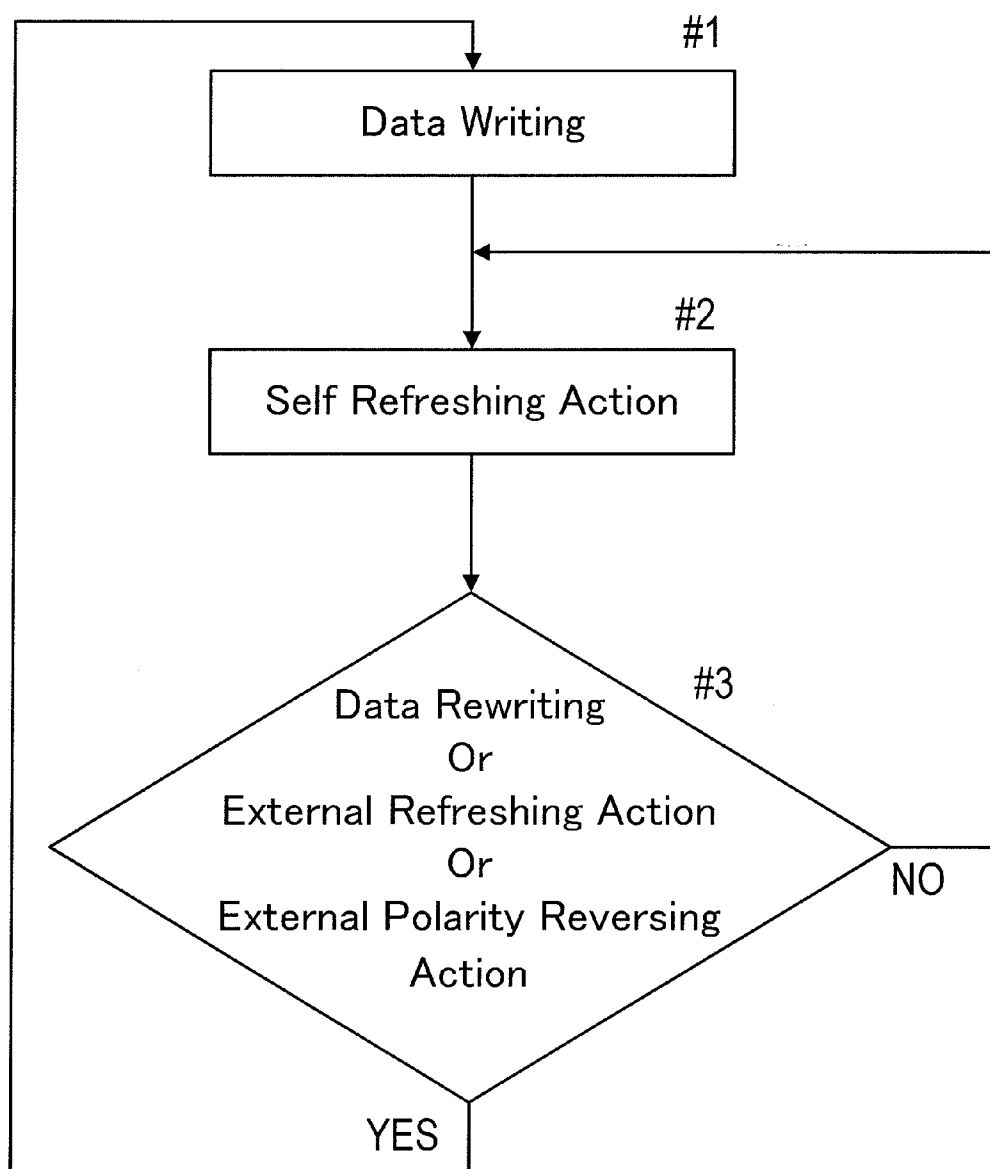 #1
Data Writing
#2
Self Refreshing Action
#3
Data Rewriting
Or
External Refreshing Action
Or
External Polarity Reversing
Action
NO
YES